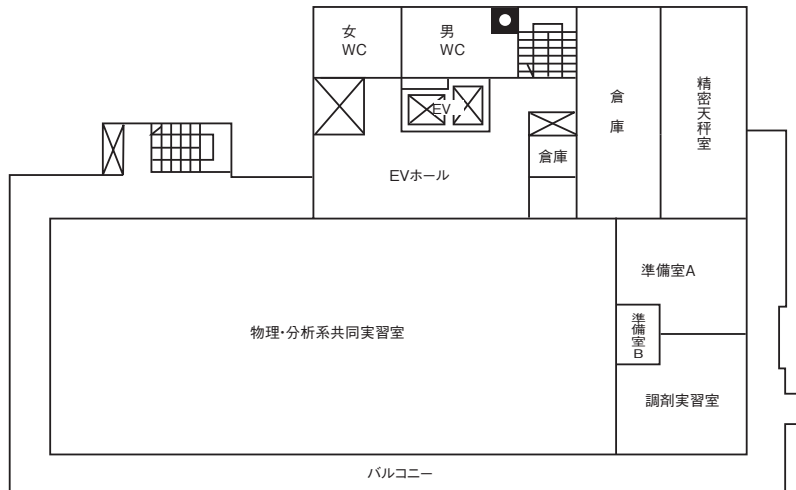 女
WC
男
WC
EV
倉庫
精密天秤室
倉庫
EVホール
準備室A
物理・分析系共同実習室
準備室B
調剤実習室
バルコニー